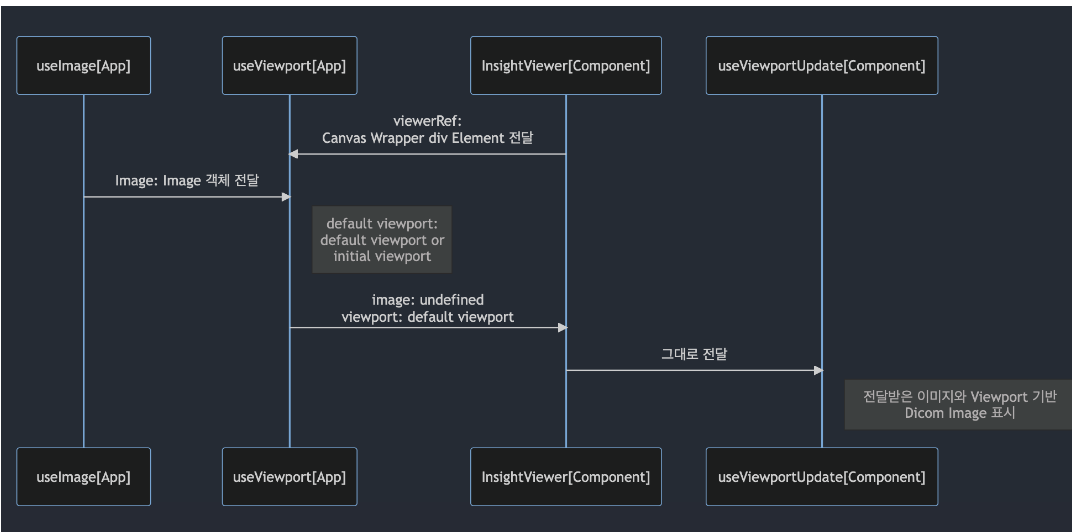 useImage[App]
useViewport[App]
InsightViewer[Component]
useViewportUpdate[Component]
viewerRef:
Canvas Wrapper div Element 전달
Image: Image 객체 전달
default viewport:
default viewport or
initial viewport
image: undefined
viewport: default viewport
그대로 전달
전달받은 이미지와 Viewport 기반
Dicom Image 표시
useImage[App]
useViewport[App]
InsightViewer[Component]
useViewportUpdate[Component]